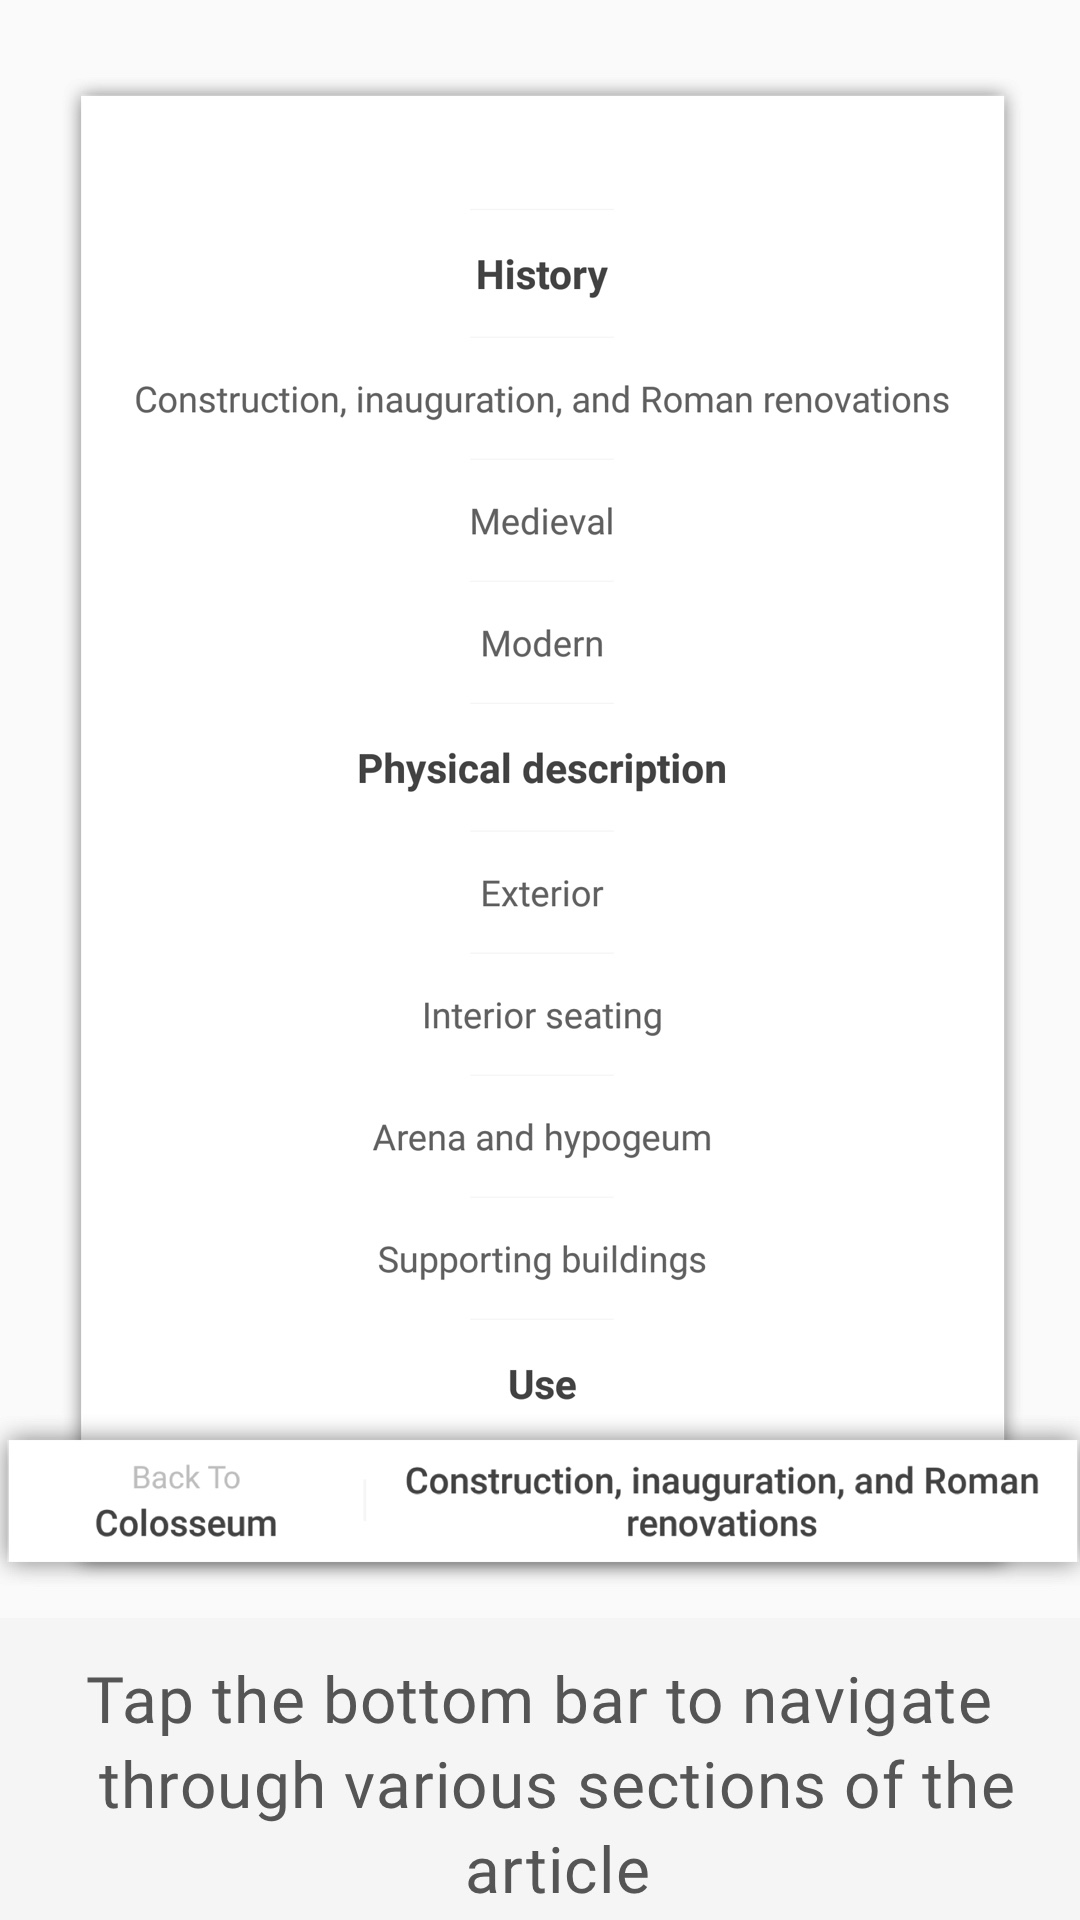 History
Construction, inauguration, and Roman renovations
Medieval
Modern
Physical description
Exterior
Interior seating
Arena and hypogeum
Supporting buildings
Use
Back To
Colosseum
Construction, inauguration, and Roman
renovations
Tap the bottom bar to navigate
through various sections of the
article